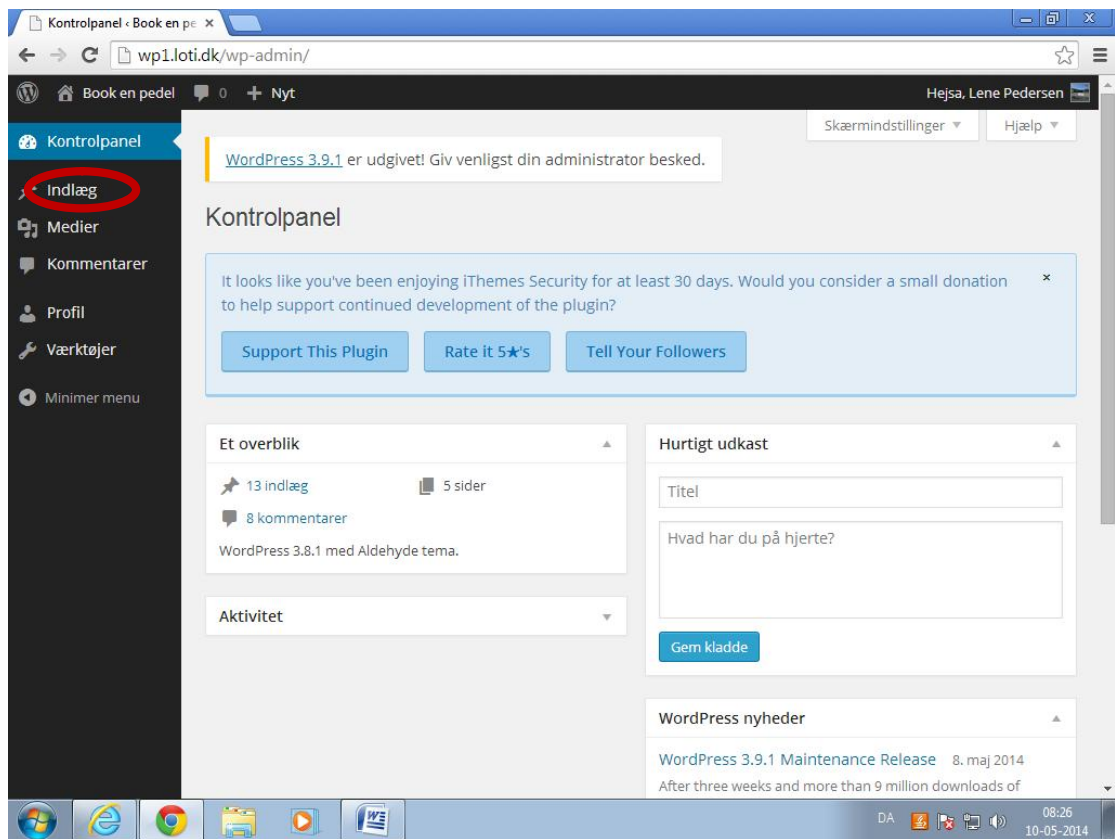 Kontrolpanel ‹ Book en pe
wp1.loti.dk/wp-admin/
Book en pedel 0 + Nyt Hejsa, Lene Pedersen
Skærmindstillinger Hjælp
Kontrolpanel
Indlæg
Medier
Kommentarer
Profil
Værktøjer
Minimer menu
WordPress 3.9.1 er udgivet! Giv venligst din administrator besked.
Kontrolpanel
It looks like you've been enjoying iThemes Security for at least 30 days. Would you consider a small donation
to help support continued development of the plugin?
Support This Plugin Rate it 5★'s Tell Your Followers
Et overblik
13 indlæg 5 sider
8 kommentarer
WordPress 3.8.1 med Aldehyde tema.
Aktivitet
Hurtigt udkast
Titel
Hvad har du på hjerte?
Gem kladde
WordPress nyheder
WordPress 3.9.1 Maintenance Release 8. maj 2014
After three weeks and more than 9 million downloads of
DA 08:26
10-05-2014